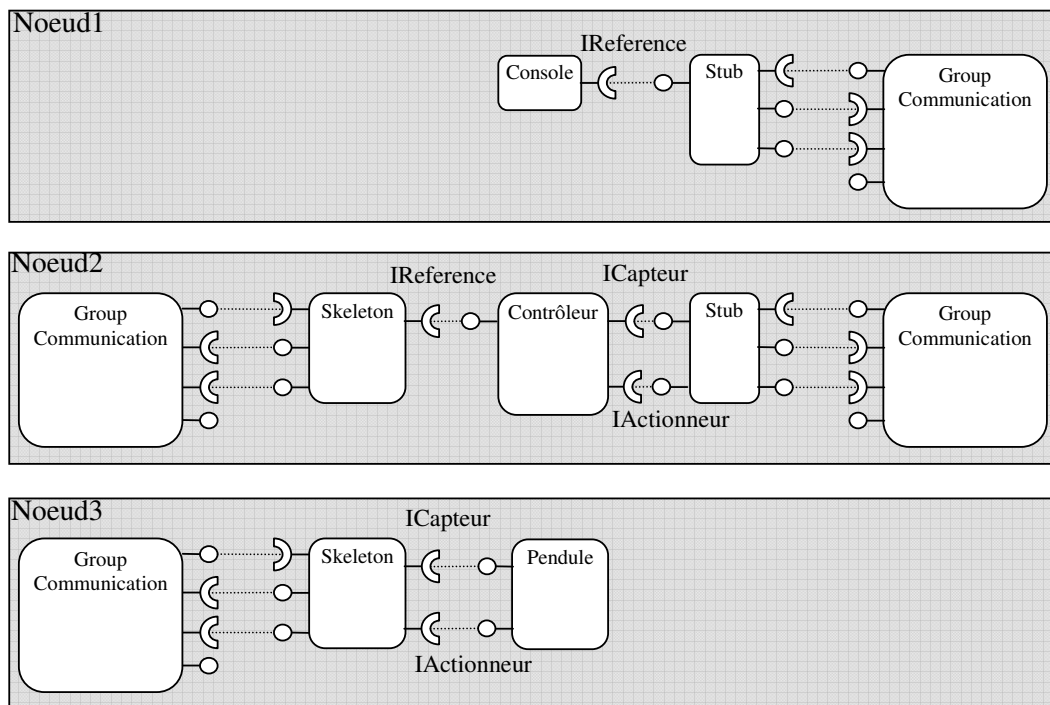 Noeud1
IReference
Console
Stub
Group
Communication
Noeud2
IReference
ICapteur
Group
Communication
Skeleton
Contrôleur
Stub
Group
Communication
IActionneur
Noeud3
ICapteur
Group
Communication
Skeleton
Pendule
IActionneur